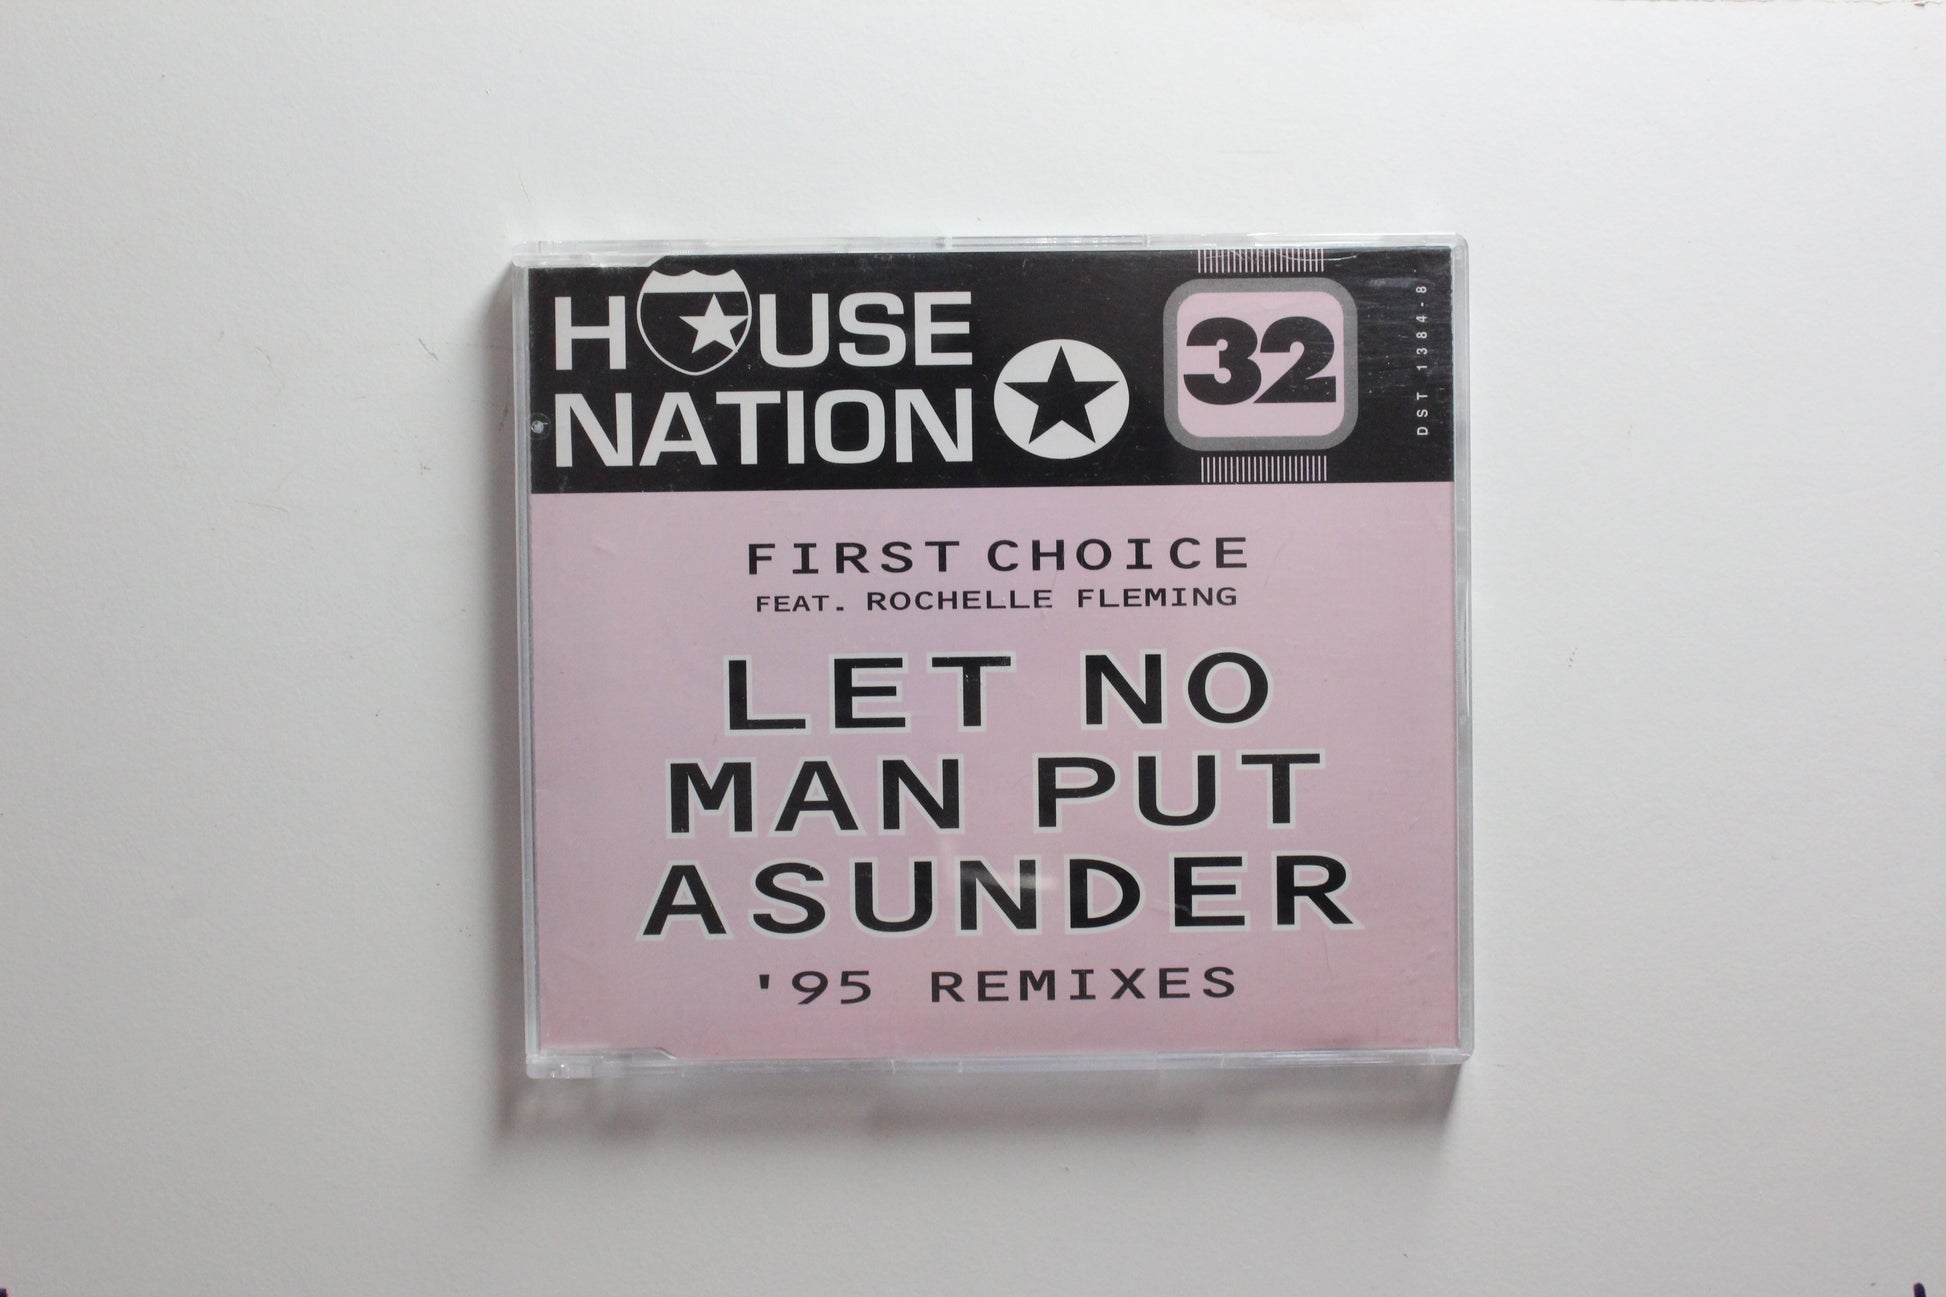 HOUSE
NATION
32
DST 1384-8
FIRST CHOICE
FEAT. ROCHELLE FLEMING
LET NO
MAN PUT
ASUNDER
'95 REMIXES